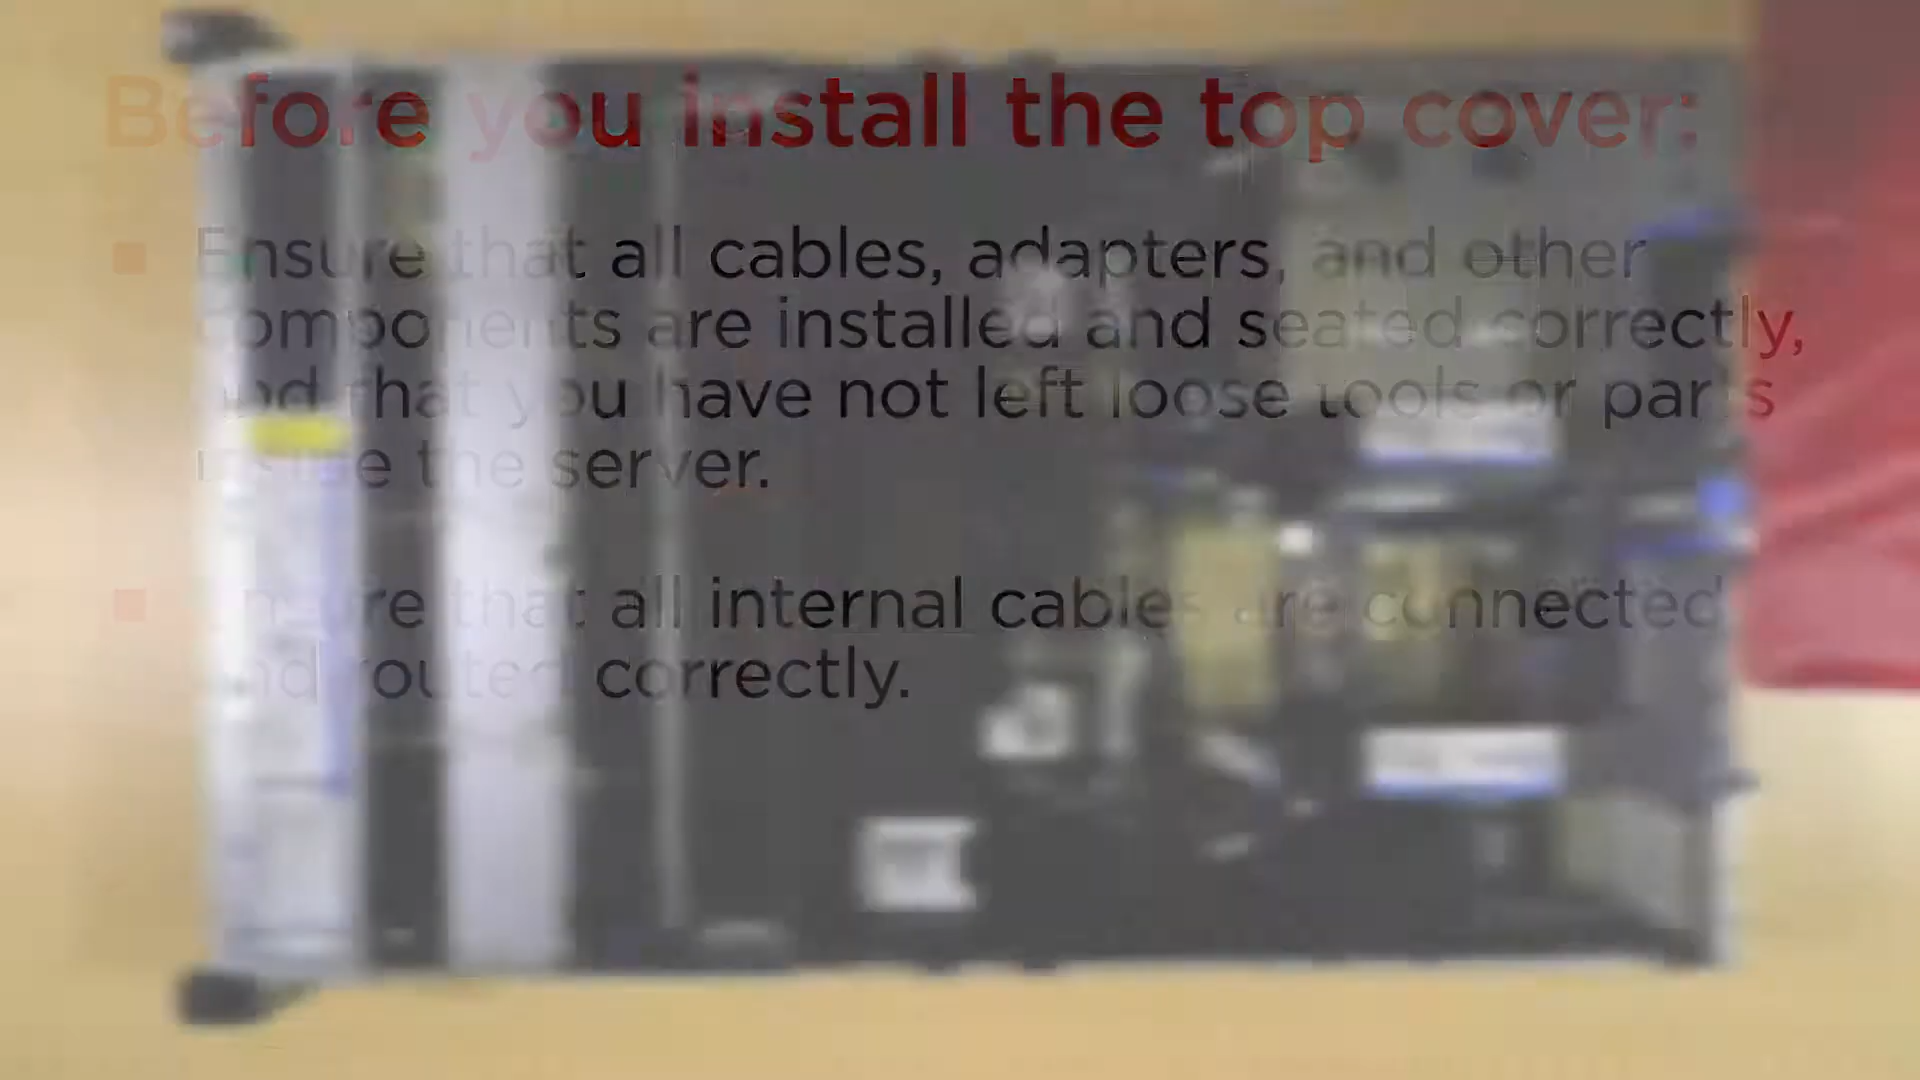 Before you install the top cover:
Ensure that all cables, adapters, and other
components are installed and seated correctly,
and that you have not left loose tools or parts
inside the server.
Ensure that all internal cables are connected
and routed correctly.